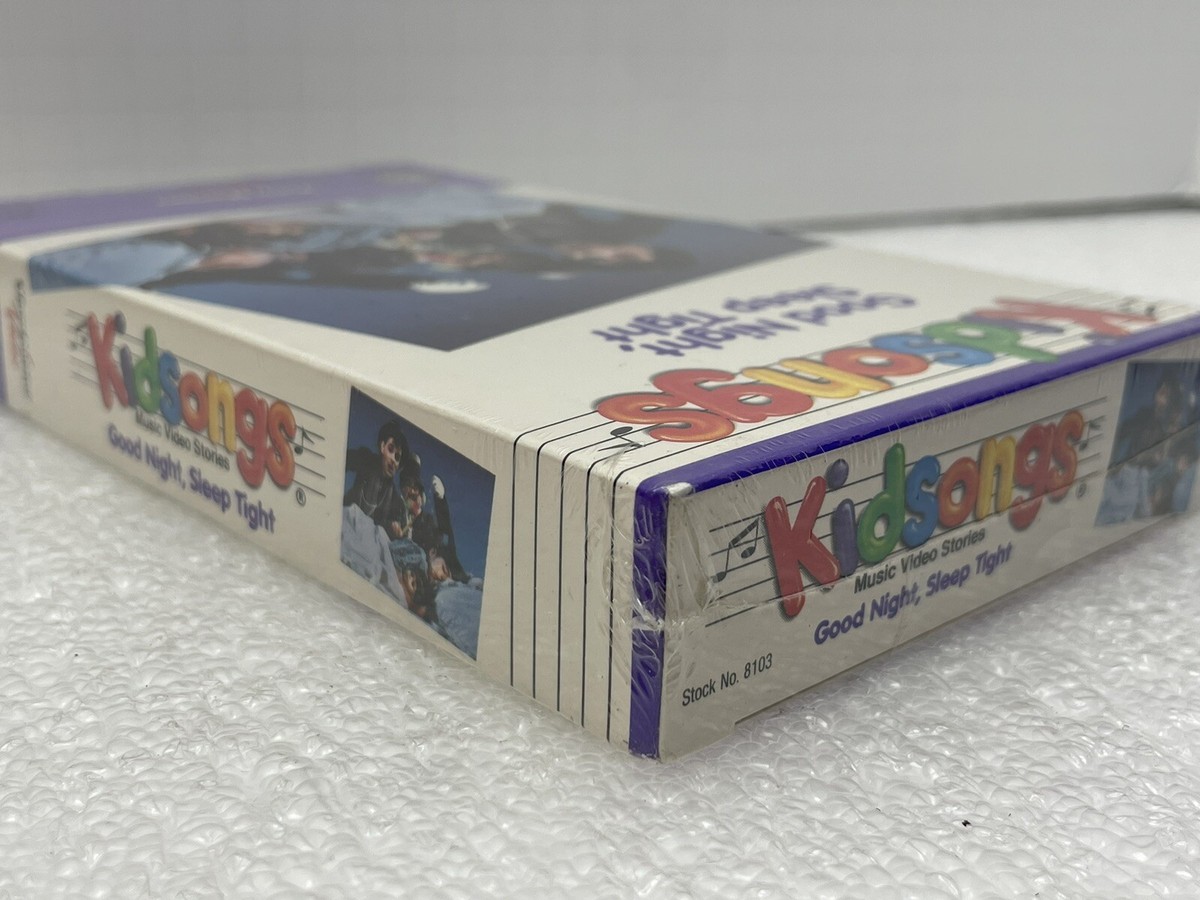 Kidsongs
Good Night,
Sleep Tight
Kidsongs®
Music Video Stories
Good Night, Sleep Tight
Kidsongs®
Music Video Stories
Good Night, Sleep Tight
Stock No. 8103